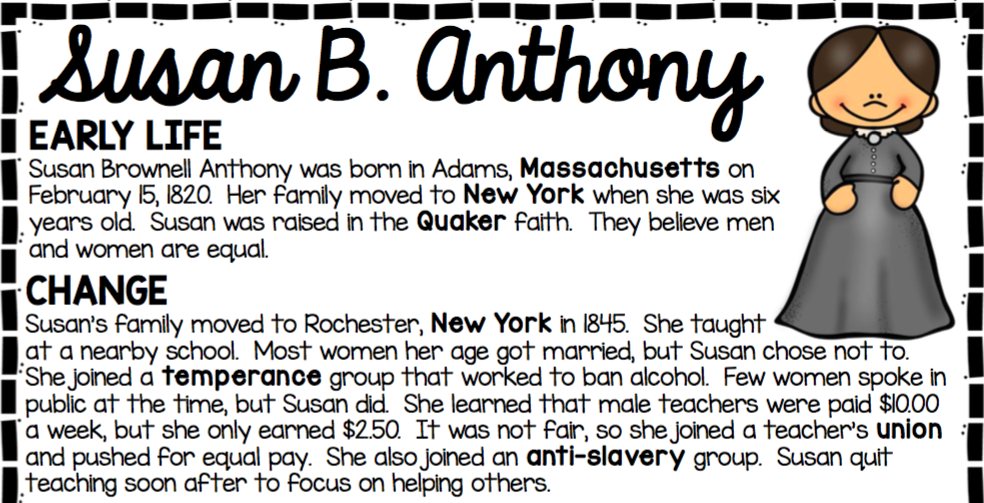 Susan B. Anthony
EARLY LIFE
Susan Brownell Anthony was born in Adams, Massachusetts on
February 15, 1820. Her family moved to New York when she was six
years old. Susan was raised in the Quaker faith. They believe men
and women are equal.
CHANGE
Susan's family moved to Rochester, New York in 1845. She taught
at a nearby school. Most women her age got married, but Susan chose not to.
She joined a temperance group that worked to ban alcohol. Few women spoke in
public at the time, but Susan did. She learned that male teachers were paid $10.00
a week, but she only earned $2.50. It was not fair, so she joined a teacher's union
and pushed for equal pay. She also joined an anti-slavery group. Susan quit
teaching soon after to focus on helping others.